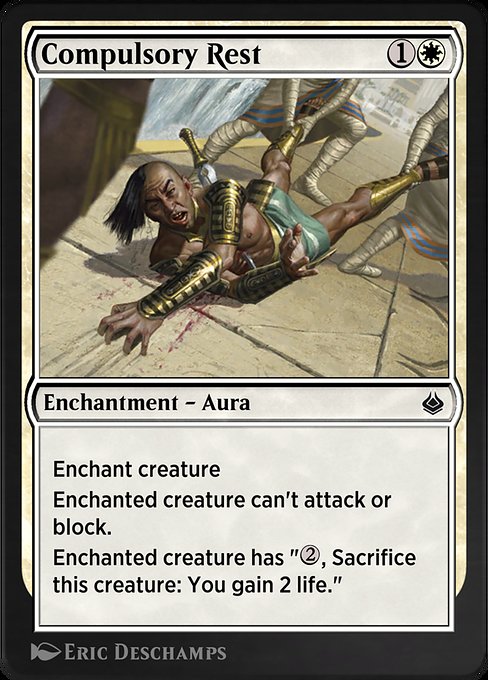 Compulsory Rest 1
Enchantment – Aura
Enchant creature
Enchanted creature can't attack or
block.
Enchanted creature has "2, Sacrifice
this creature: You gain 2 life."
Eric Deschamps